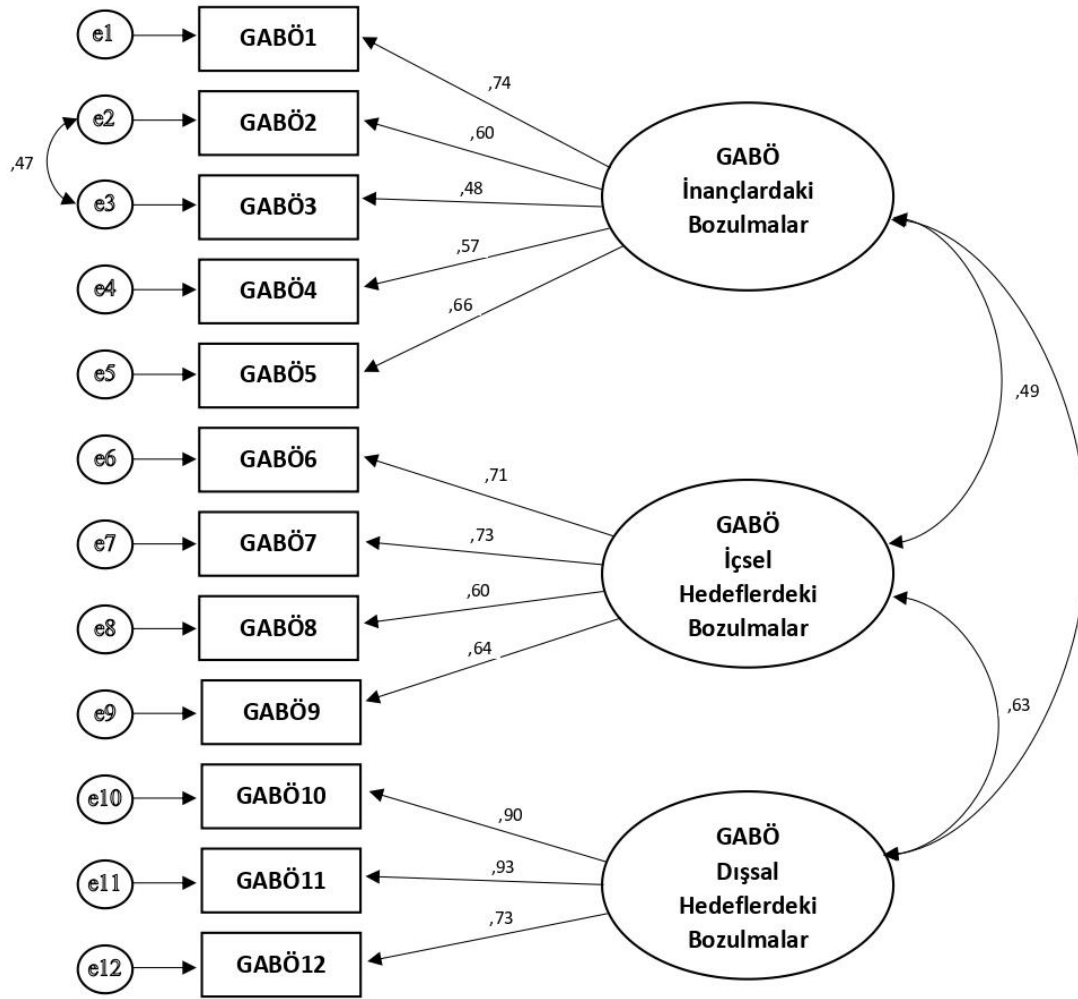 e1
GABÖ1
,74
e2
GABÖ2
,60
,47
e3
GABÖ3
,48
e4
GABÖ4
,57
e5
GABÖ5
,66
GABÖ
İnançlardaki
Bozulmalar
,49
e6
GABÖ6
,71
e7
GABÖ7
,73
e8
GABÖ8
,60
e9
GABÖ9
,64
GABÖ
İçsel
Hedeflerdeki
Bozulmalar
,63
e10
GABÖ10
,90
e11
GABÖ11
,93
e12
GABÖ12
,73
GABÖ
Dışsal
Hedeflerdeki
Bozulmalar